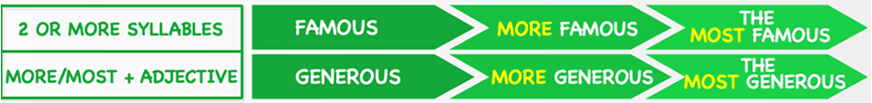 2 OR MORE SYLLABLES
FAMOUS
MORE FAMOUS
THE
MOST FAMOUS
MORE/MOST + ADJECTIVE
GENEROUS
MORE GENEROUS
THE
MOST GENEROUS